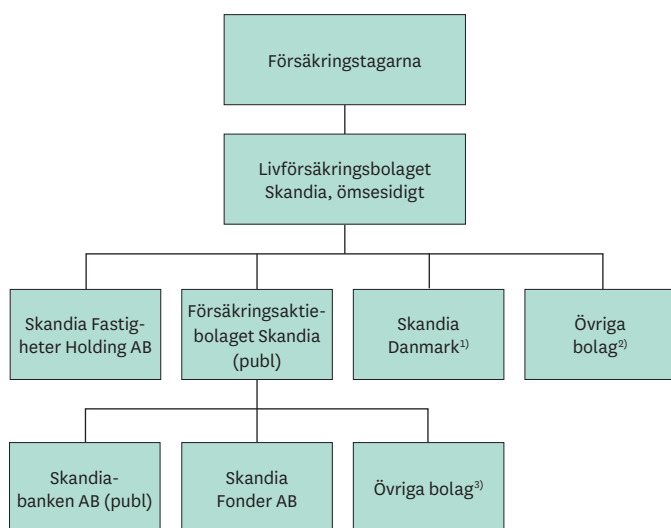 Försäkringstagarna
Livförsäkringsbolaget
Skandia, ömsesidigt
Skandia Fastig-
heter Holding AB
Försäkringsaktie-
bolaget Skandia
(publ)
Skandia
Danmark¹⁾
Övriga
bolag²⁾
Skandia-
banken AB (publ)
Skandia
Fonder AB
Övriga bolag³⁾